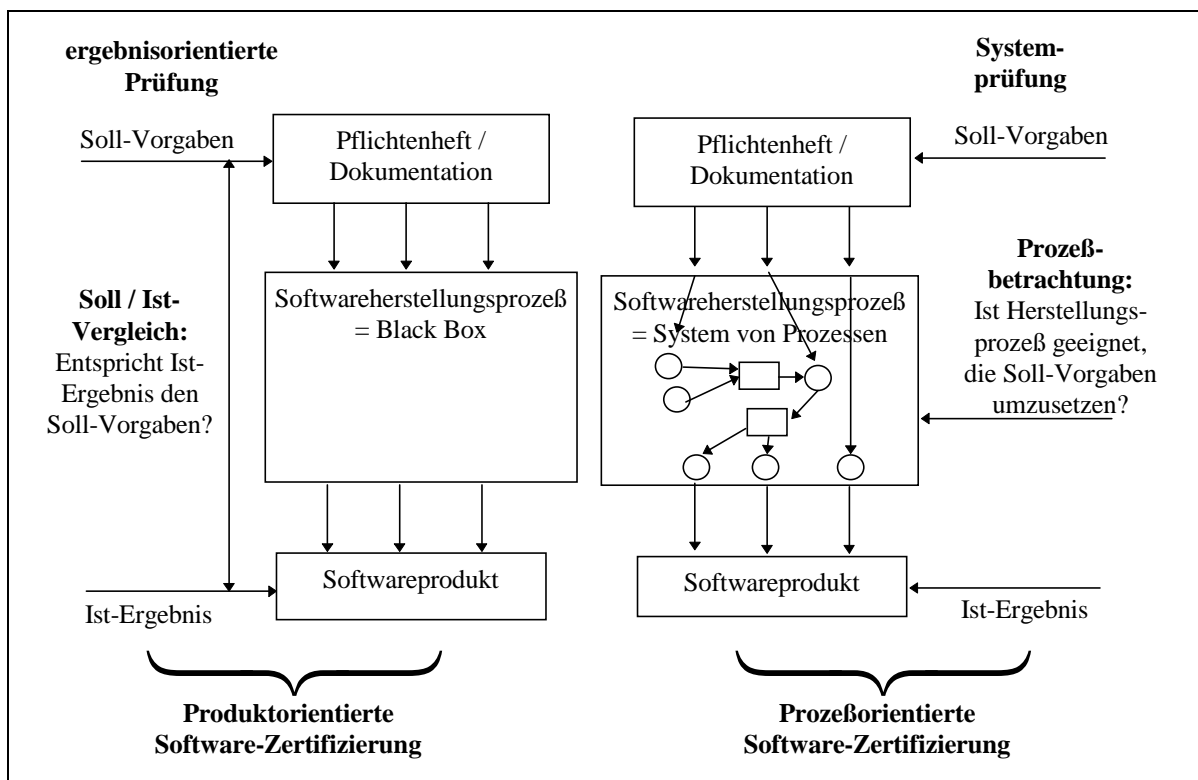 ergebnisorientierte
Prüfung
Soll-Vorgaben
Pflichtenheft /
Dokumentation
Soll / Ist-
Vergleich:
Entspricht Ist-
Ergebnis den
Soll-Vorgaben?
Softwareherstellungsprozeß
= Black Box
Softwareprodukt
Ist-Ergebnis
Produktorientierte
Software-Zertifizierung
System-
prüfung
Pflichtenheft /
Dokumentation
Soll-Vorgaben
Softwareherstellungsprozeß
= System von Prozessen
Prozeß-
betrachtung:
Ist Herstellungs-
prozeß geeignet,
die Soll-Vorgaben
umzusetzen?
Softwareprodukt
Ist-Ergebnis
Prozeßorientierte
Software-Zertifizierung